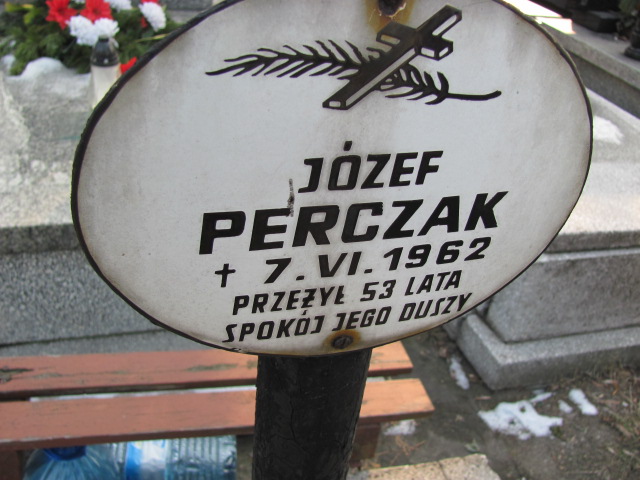 JÓZEF
PERCZAK
† 7.VI.1962
PRZEŻYŁ 53 LATA
SPOKÓJ JEGO DUSZY